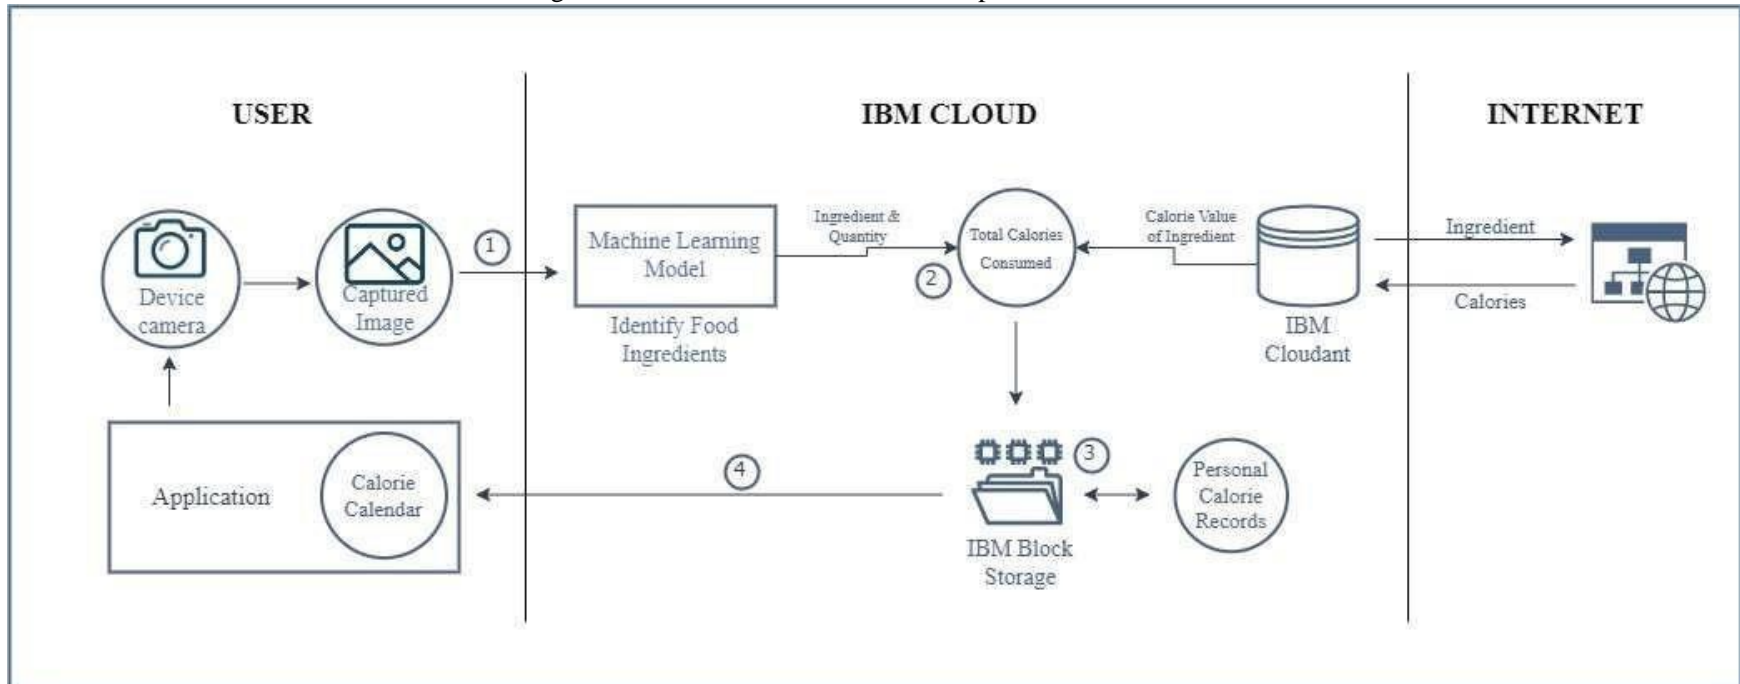 USER
IBM CLOUD
INTERNET
Device
camera
Captured
Image
1
Machine Learning
Model
Identify Food
Ingredients
Ingredient &
Quantity
2
Total Calories
Consumed
Calorie Value
of Ingredient
IBM
Cloudant
Ingredient
Calories
Application
Calorie
Calendar
4
3
IBM Block
Storage
Personal
Calorie
Records